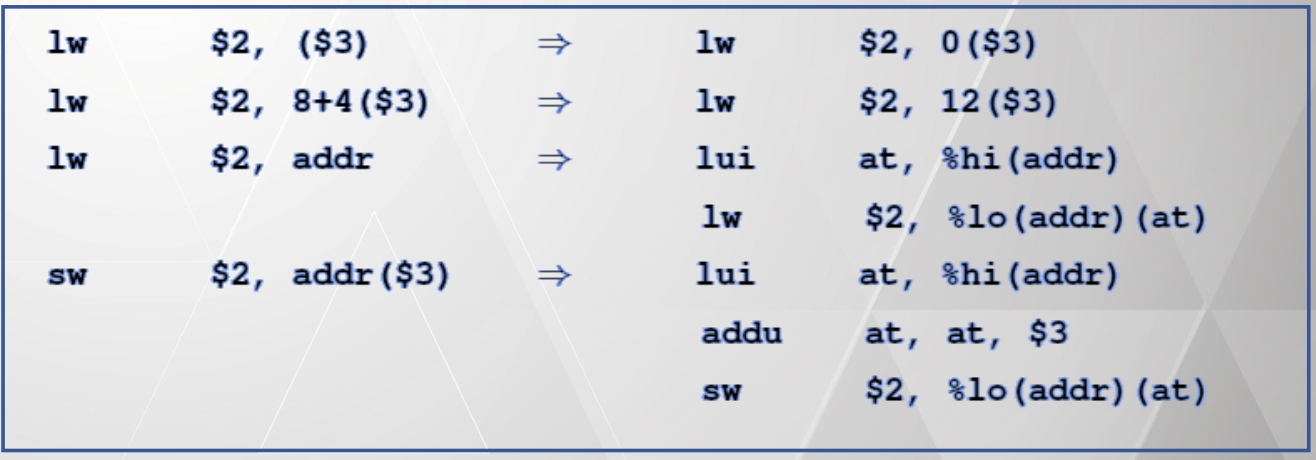 lw $2, ($3) ⇒ lw $2, 0($3)
lw $2, 8+4($3) ⇒ lw $2, 12($3)
lw $2, addr ⇒ lui at, %hi(addr)
lw $2, %lo(addr)(at)
sw $2, addr($3) ⇒ lui at, %hi(addr)
addu at, at, $3
sw $2, %lo(addr)(at)